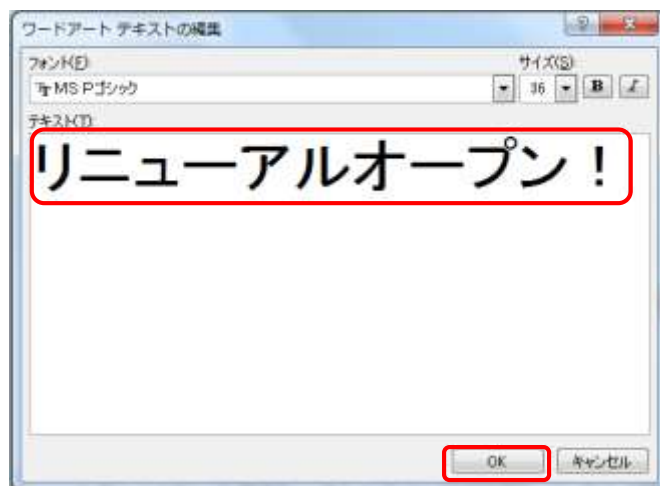 ワードアート テキストの編集
フォント(F)
サイズ(S)
MS Pゴシック
36
B
I
テキスト(T)
リニューアルオープン！
OK
キャンセル